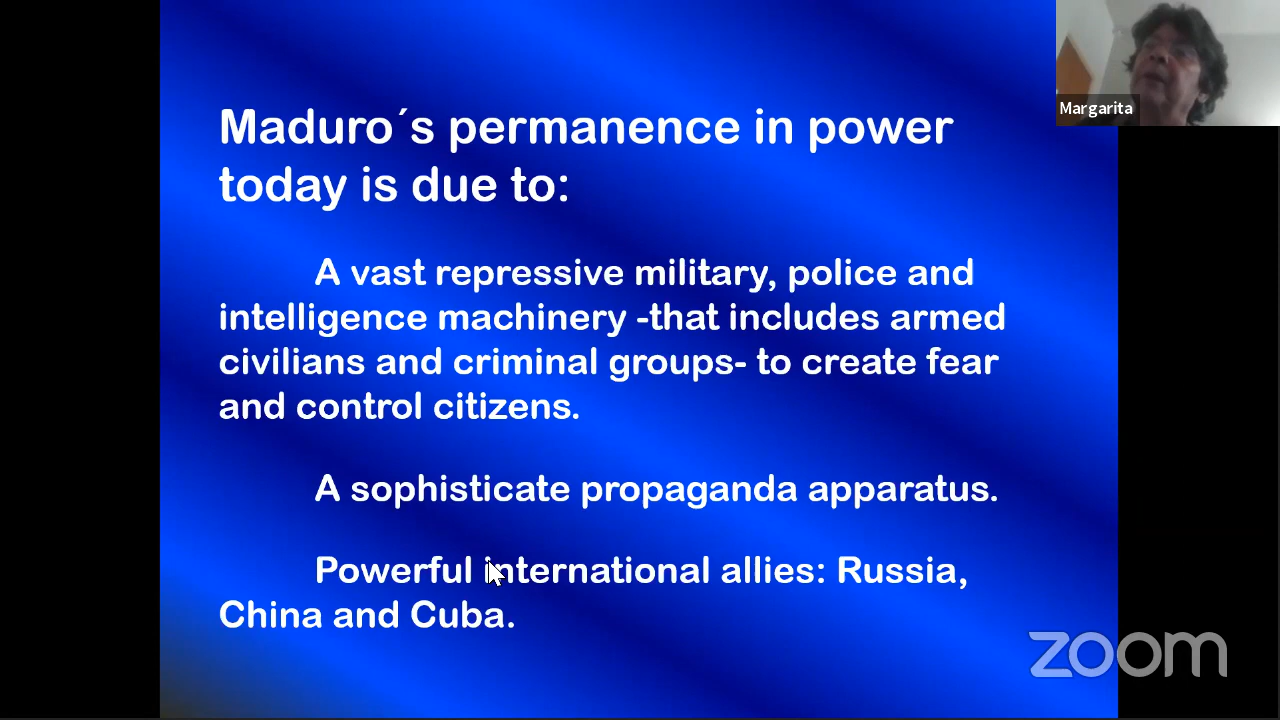 Margarita
Maduro´s permanence in power
today is due to:
A vast repressive military, police and
intelligence machinery -that includes armed
civilians and criminal groups- to create fear
and control citizens.
A sophisticate propaganda apparatus.
Powerful international allies: Russia,
China and Cuba.
zoom